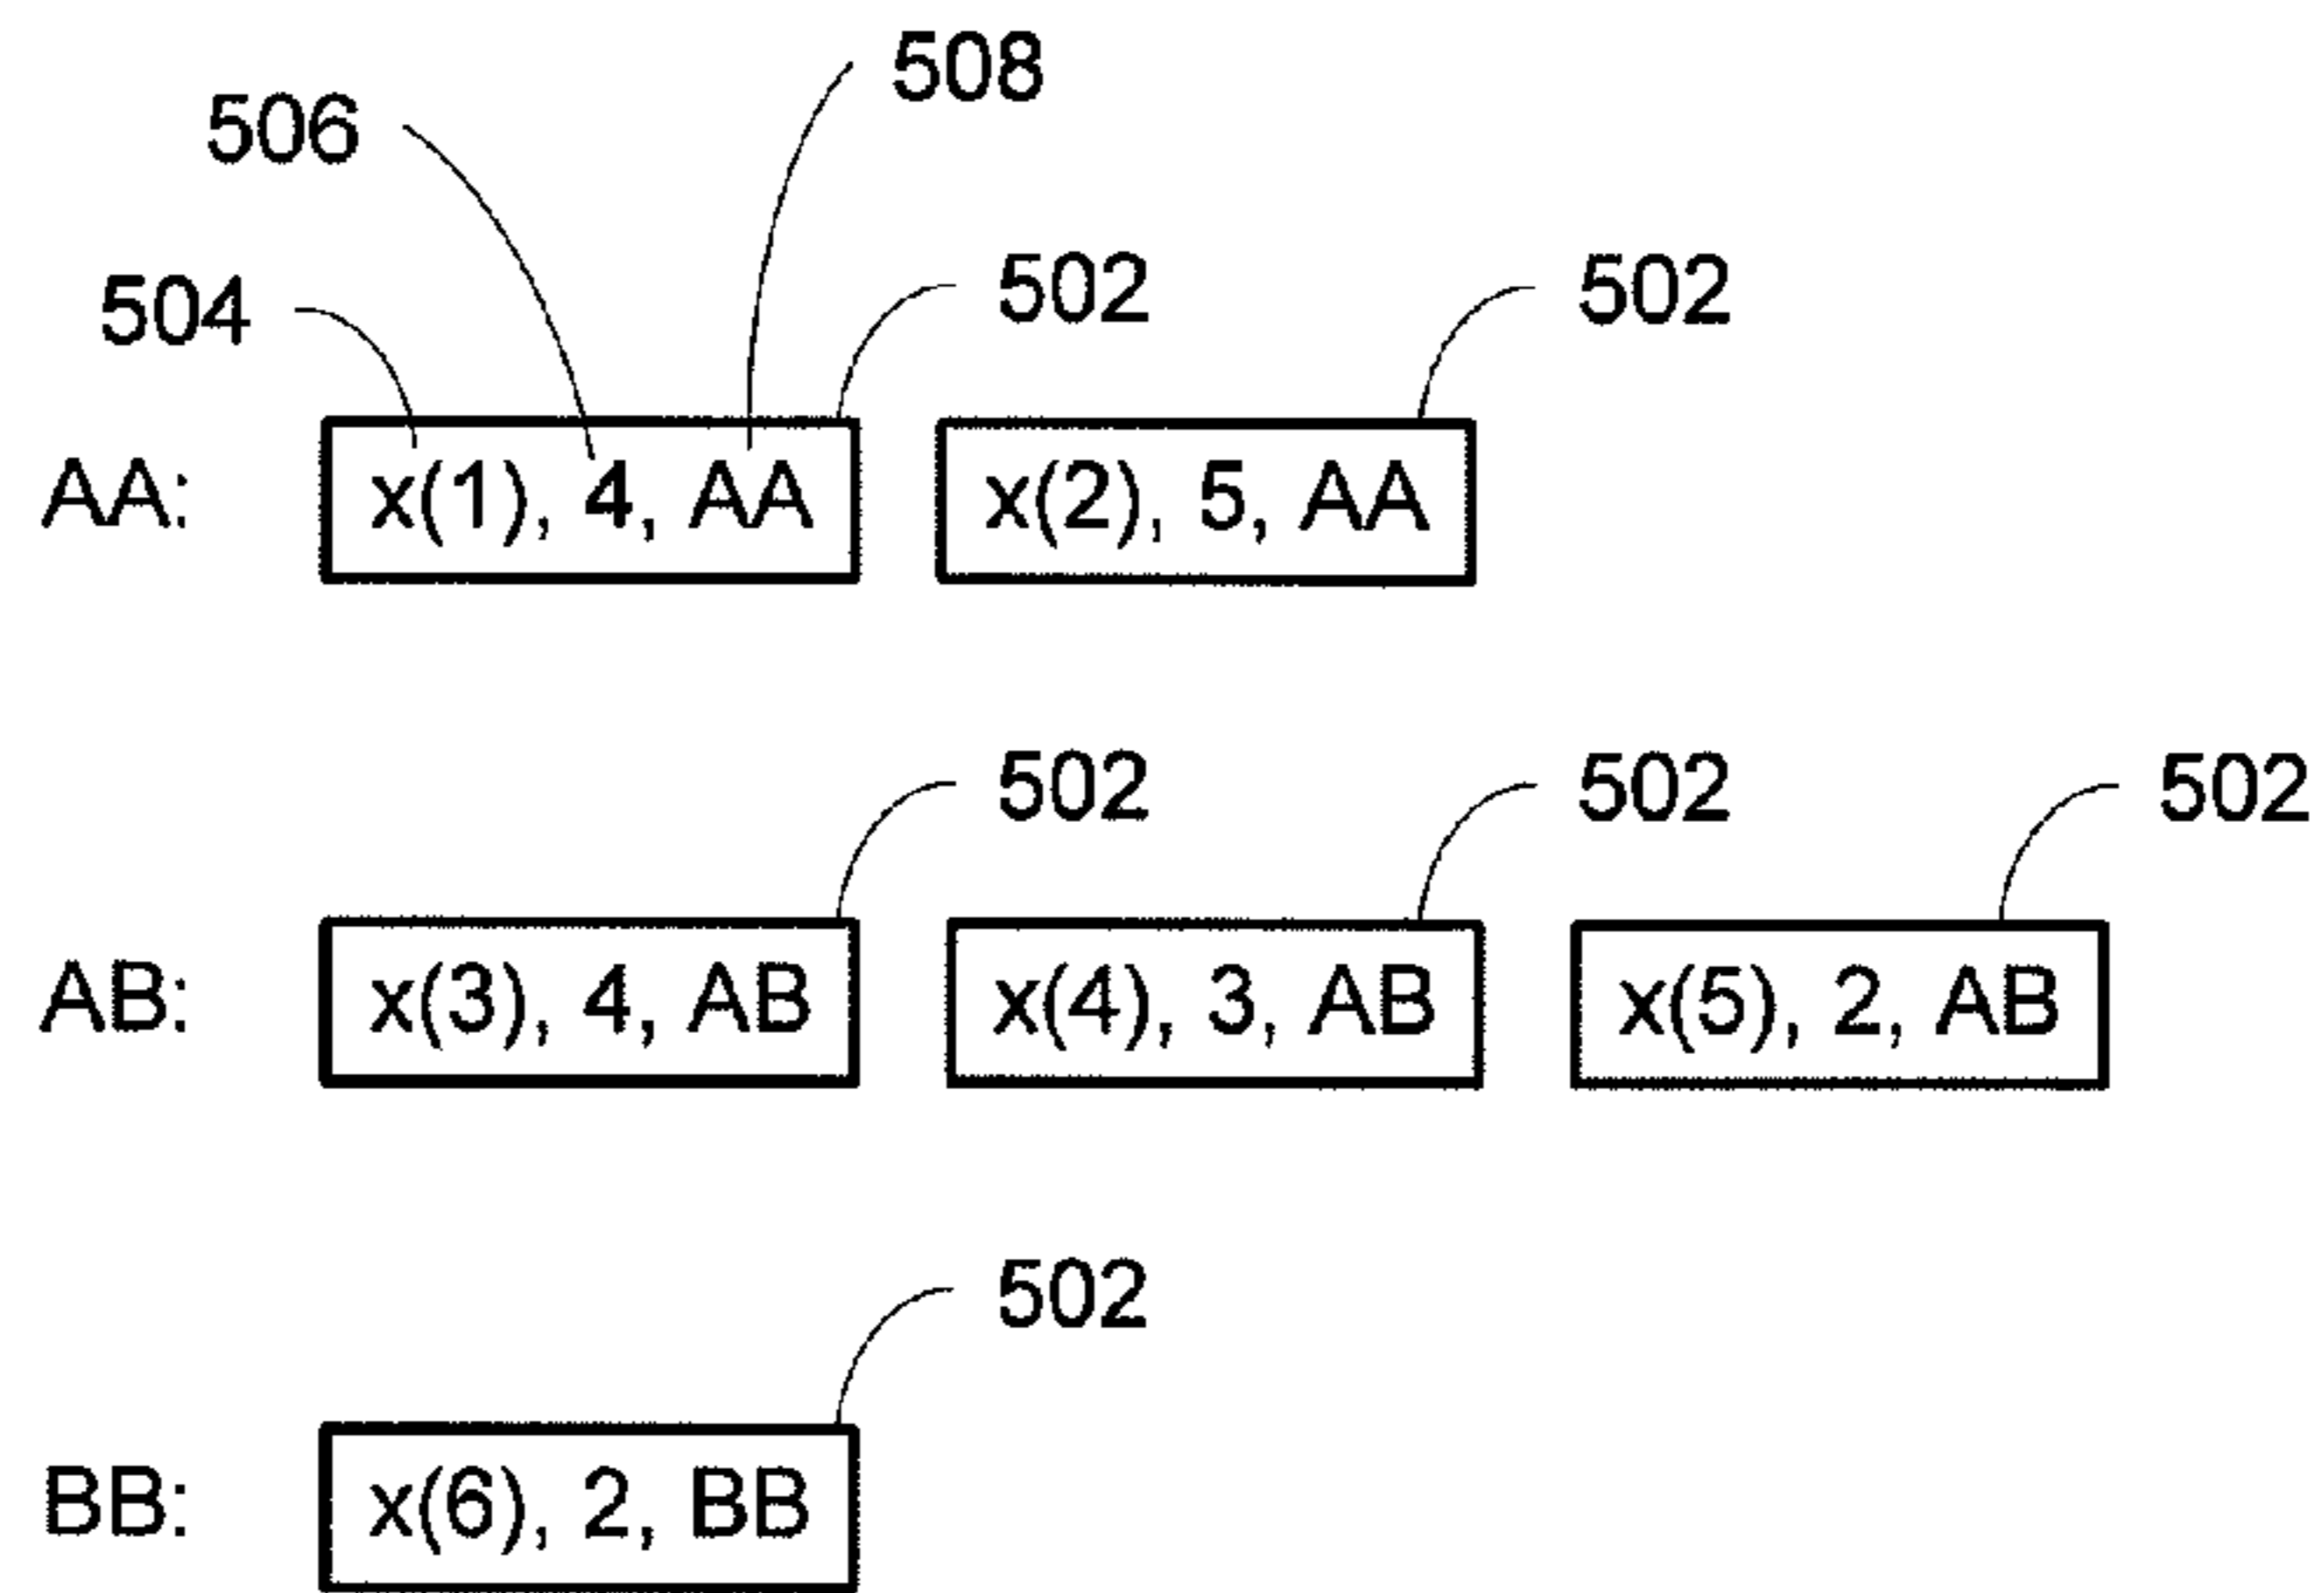 508
506
502 502
504
AA: x(1), 4, AA x(2), 5, AA
502 502 502
AB: x(3), 4, AB x(4), 3, AB x(5), 2, AB
502
BB: x(6), 2, BB